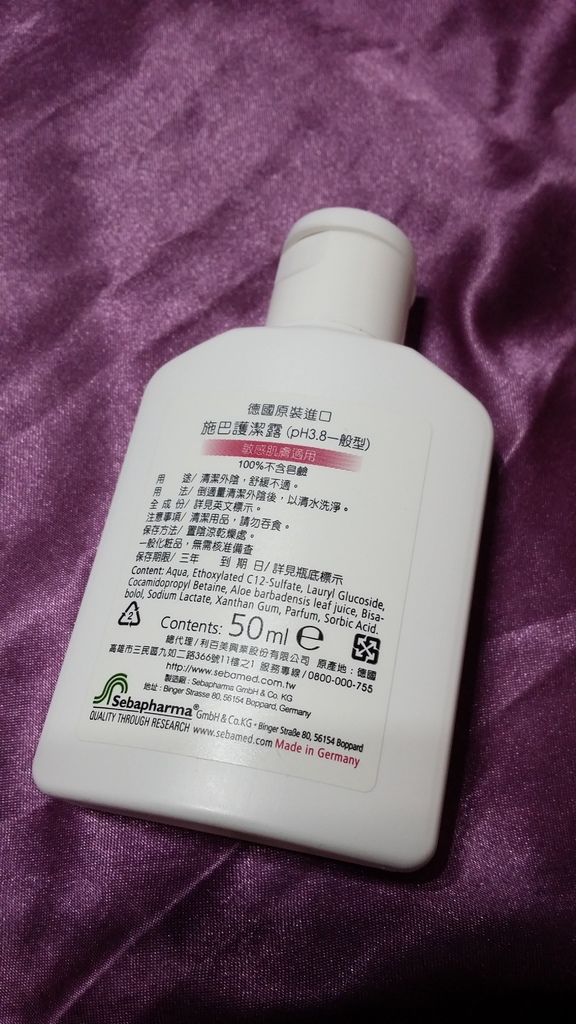 德國原裝進口
施巴護潔露 (pH3.8一般型)
敏感肌膚適用
100%不含皂鹼
用　　途/ 清潔外陰，舒緩不適。
用　　法/ 倒適量清潔外陰後，以清水洗淨。
全 成 份/ 詳見英文標示。
注意事項/ 清潔用品，請勿吞食。
保存方法/ 置陰涼乾燥處。
一般化粧品，無需核准備查
保存期限/ 三年　到 期 日/ 詳見瓶底標示
Content: Aqua, Ethoxylated C12-Sulfate, Lauryl Glucoside,
Cocamidopropyl Betaine, Aloe barbadensis leaf juice, Bisa-
bolol, Sodium Lactate, Xanthan Gum, Parfum, Sorbic Acid.
2
Contents: 50 ml e
總代理/利百美興業股份有限公司 原產地：德國
高雄市三民區九如二路366號11樓之1 服務專線/0800-000-755
http://www.sebamed.com.tw
製造廠：Sebapharma GmbH & Co. KG
地址：Binger Strasse 80, 56154 Boppard, Germany
Sebapharma® GmbH & Co.KG • Binger Straße 80, 56154 Boppard
QUALITY THROUGH RESEARCH www.sebamed.com Made in Germany